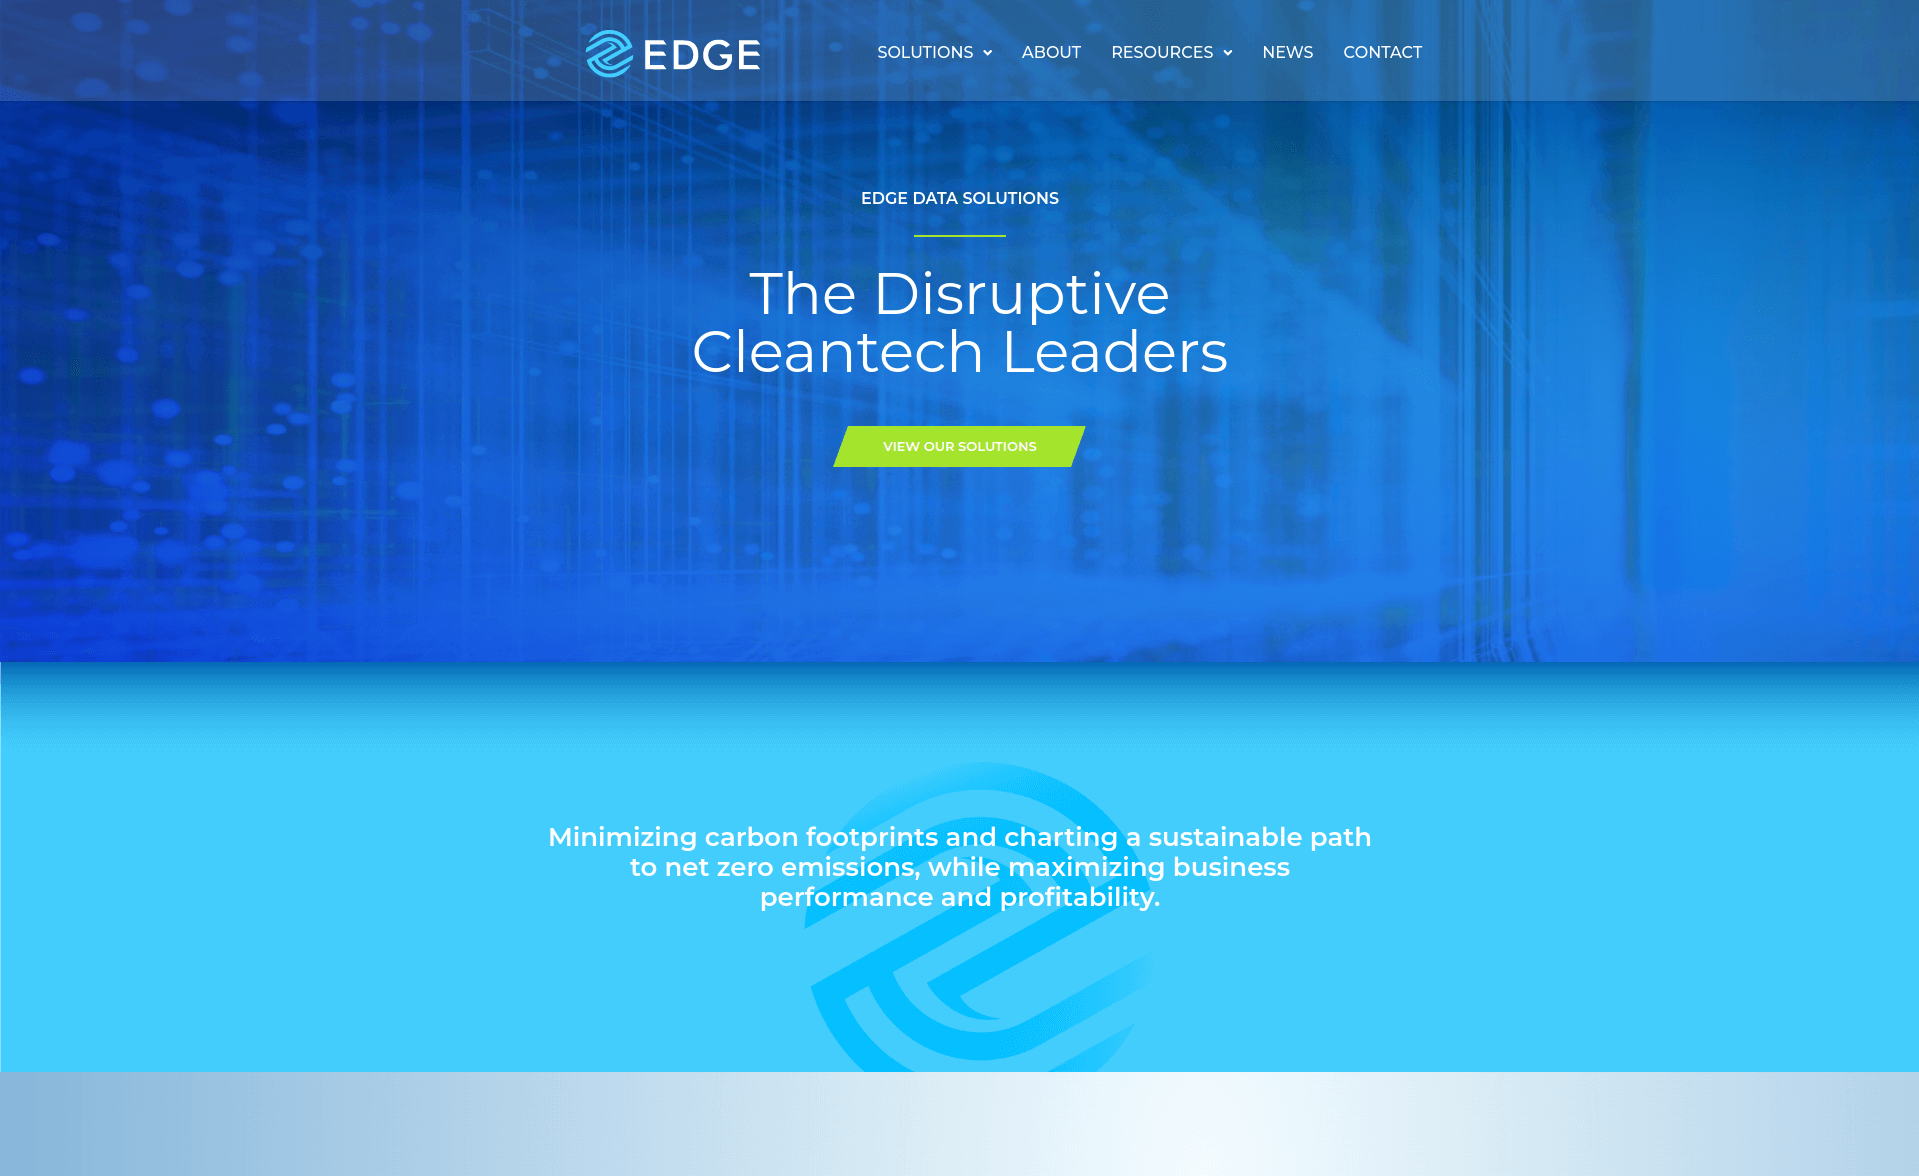 EDGE
SOLUTIONS
ABOUT
RESOURCES
NEWS
CONTACT
EDGE DATA SOLUTIONS
The Disruptive
Cleantech Leaders
VIEW OUR SOLUTIONS
Minimizing carbon footprints and charting a sustainable path
to net zero emissions, while maximizing business
performance and profitability.